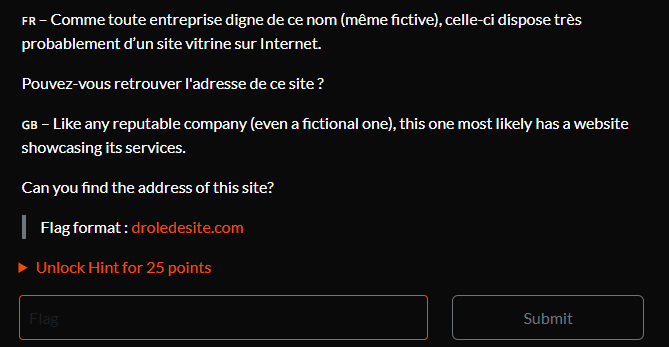 FR – Comme toute entreprise digne de ce nom (même fictive), celle-ci dispose très
probablement d’un site vitrine sur Internet.
Pouvez-vous retrouver l'adresse de ce site ?
GB – Like any reputable company (even a fictional one), this one most likely has a website
showcasing its services.
Can you find the address of this site?
Flag format : droledesite.com
Unlock Hint for 25 points
Flag
Submit